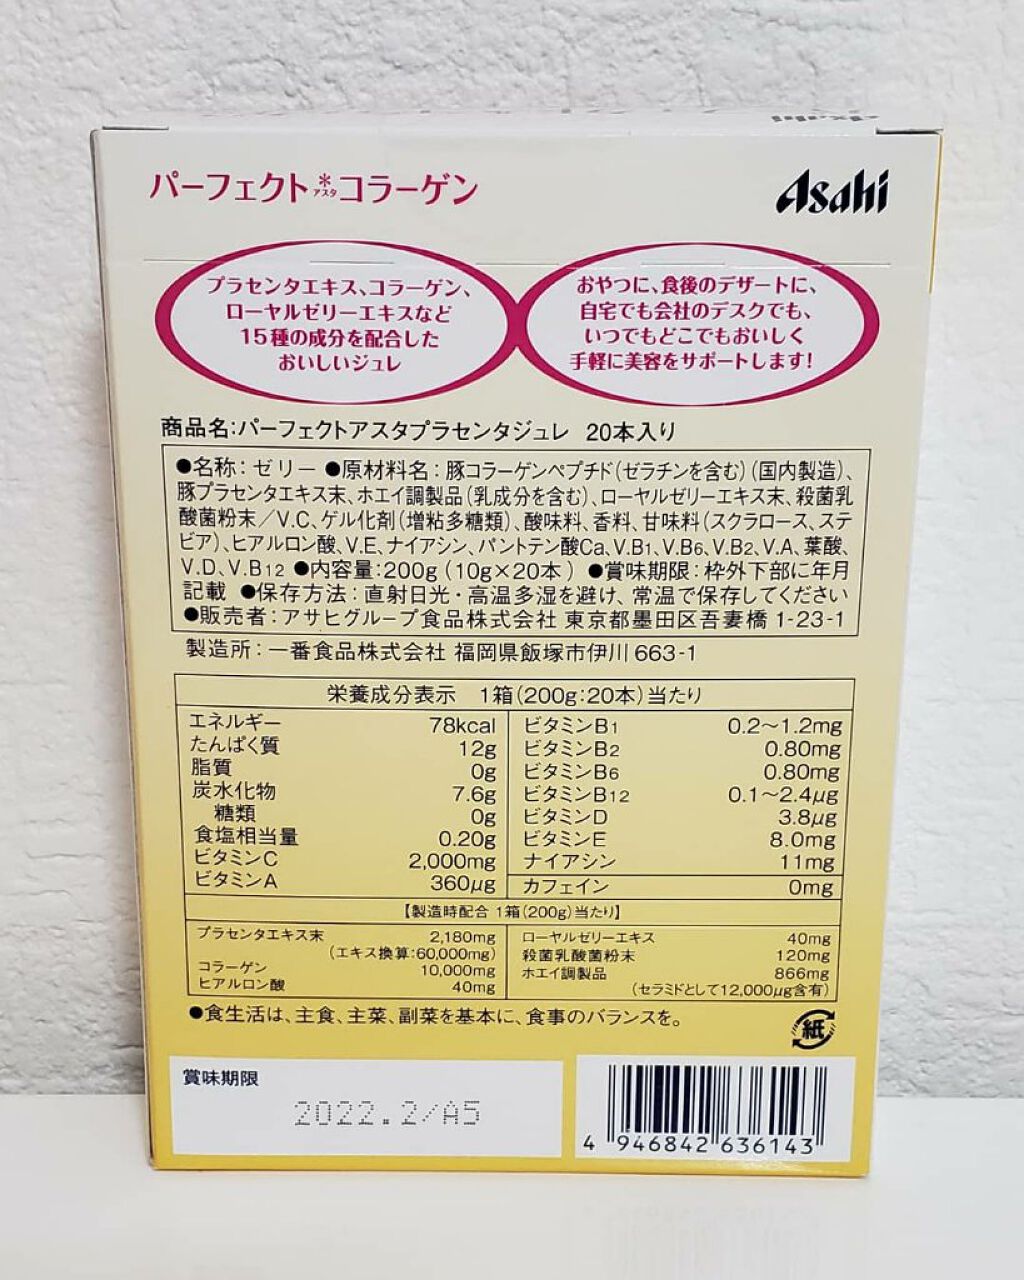 パーフェクト*アスタコラーゲン
Asahi
プラセンタエキス、コラーゲン、
ローヤルゼリーエキスなど
15種の成分を配合した
おいしいジュレ
おやつに、食後のデザートに、
自宅でも会社のデスクでも、
いつでもどこでもおいしく
手軽に美容をサポートします!
商品名:パーフェクトアスタプラセンタジュレ 20本入り
●名称:ゼリー ●原材料名:豚コラーゲンペプチド(ゼラチンを含む)(国内製造)、
豚プラセンタエキス末、ホエイ調製品(乳成分を含む)、ローヤルゼリーエキス末、殺菌乳
酸菌粉末/V.C、ゲル化剤(増粘多糖類)、酸味料、香料、甘味料(スクラロース、ステ
ビア)、ヒアルロン酸、V.E、ナイアシン、パントテン酸Ca、V.B1、V.B6、V.B2、V.A、葉酸、
V.D、V.B12 ●内容量:200g(10g×20本) ●賞味期限:枠外下部に年月
記載 ●保存方法:直射日光・高温多湿を避け、常温で保存してください
●販売者:アサヒグループ食品株式会社 東京都墨田区吾妻橋 1-23-1
製造所:一番食品株式会社 福岡県飯塚市伊川 663-1
栄養成分表示 1箱(200g:20本)当たり
エネルギー 78kcal
たんぱく質 12g
脂質 0g
炭水化物 7.6g
糖類 0g
食塩相当量 0.20g
ビタミンC 2,000mg
ビタミンA 360μg
ビタミンB1 0.2～1.2mg
ビタミンB2 0.80mg
ビタミンB6 0.80mg
ビタミンB12 0.1～2.4μg
ビタミンD 3.8μg
ビタミンE 8.0mg
ナイアシン 11mg
カフェイン 0mg
【製造時配合 1箱(200g)当たり】
プラセンタエキス末 2,180mg
(エキス換算:60,000mg)
コラーゲン 10,000mg
ヒアルロン酸 40mg
ローヤルゼリーエキス 40mg
殺菌乳酸菌粉末 120mg
ホエイ調製品 866mg
(セラミドとして12,000μg含有)
●食生活は、主食、主菜、副菜を基本に、食事のバランスを。
紙
賞味期限
2022.2/A5
4 946842 636143